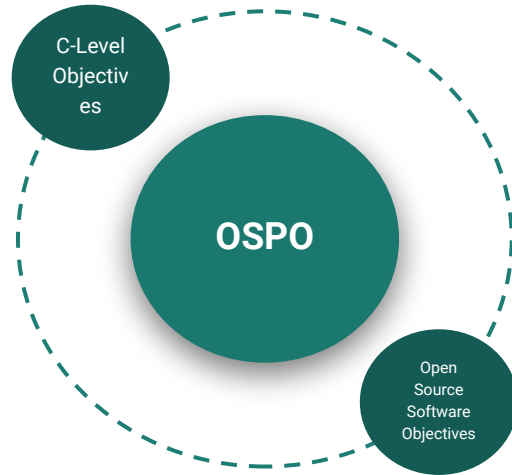 C-Level
Objectiv
es
OSPO
Open
Source
Software
Objectives